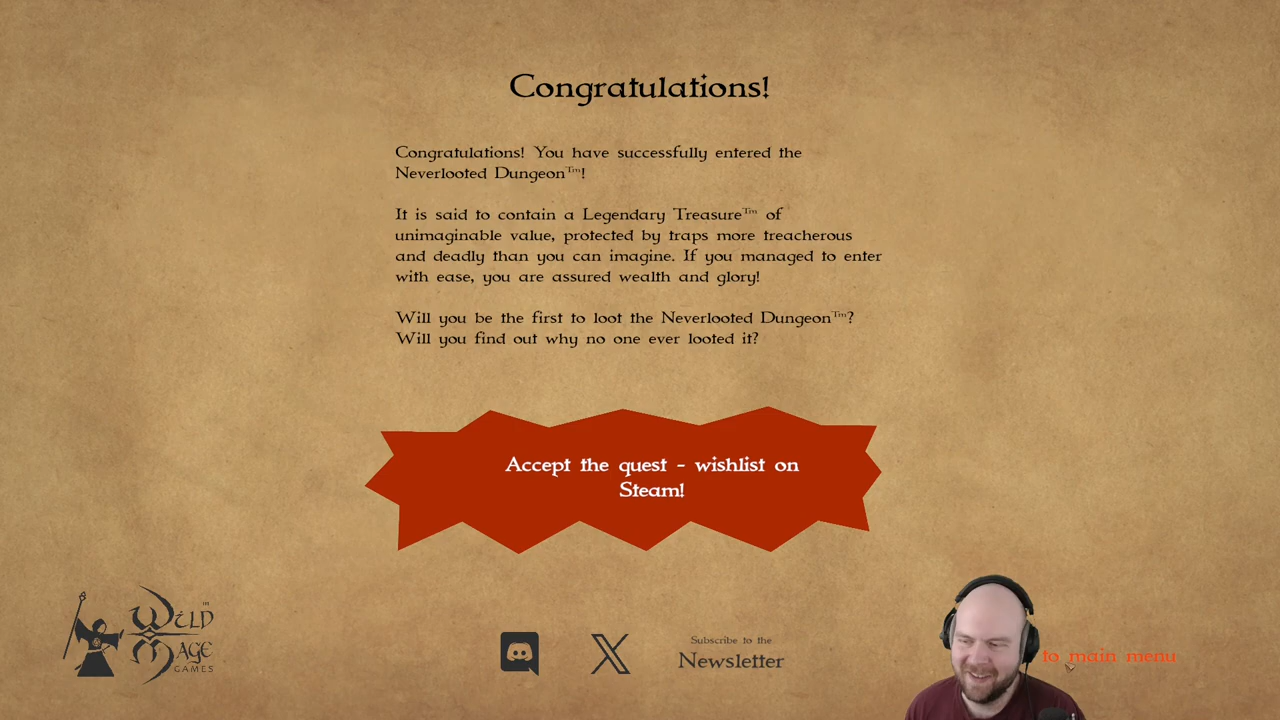 Congratulations!
Congratulations! You have successfully entered the
Neverlooted Dungeon™!
It is said to contain a Legendary Treasure™ of
unimaginable value, protected by traps more treacherous
and deadly than you can imagine. If you managed to enter
with ease, you are assured wealth and glory!
Will you be the first to loot the Neverlooted Dungeon™?
Will you find out why no one ever looted it?
Accept the quest - wishlist on
Steam!
WILD™
MAGE
GAMES
Subscribe to the
Newsletter
to main menu